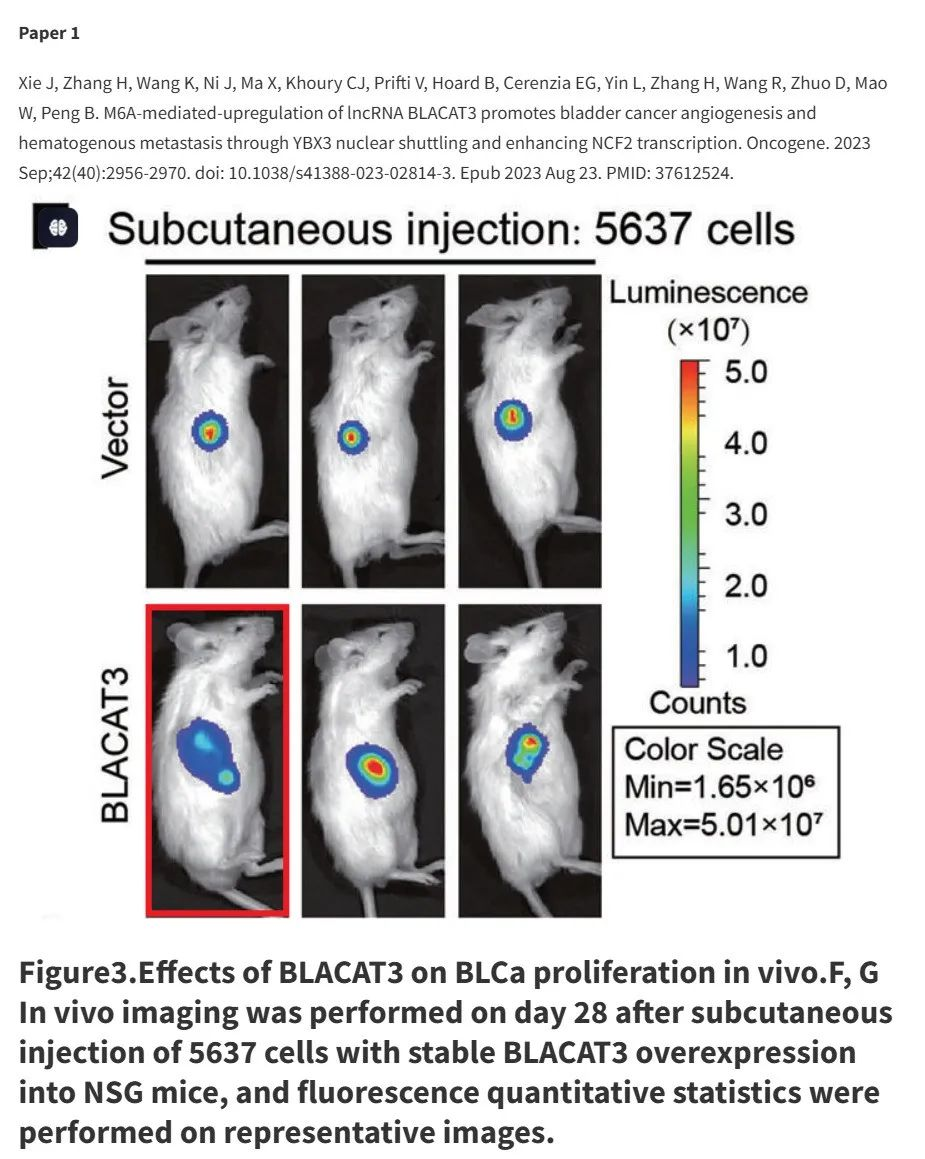 Paper 1
Xie J, Zhang H, Wang K, Ni J, Ma X, Khoury CJ, Prifti V, Hoard B, Cerenzia EG, Yin L, Zhang H, Wang R, Zhuo D, Mao
W, Peng B. M6A-mediated-upregulation of lncRNA BLACAT3 promotes bladder cancer angiogenesis and
hematogenous metastasis through YBX3 nuclear shuttling and enhancing NCF2 transcription. Oncogene. 2023
Sep;42(40):2956-2970. doi: 10.1038/s41388-023-02814-3. Epub 2023 Aug 23. PMID: 37612524.
Subcutaneous injection: 5637 cells
Vector
BLACAT3
Luminescence
(×10⁷)
5.0
4.0
3.0
2.0
1.0
Counts
Color Scale
Min=1.65×10⁶
Max=5.01×10⁷
Figure3.Effects of BLACAT3 on BLCa proliferation in vivo.F, G
In vivo imaging was performed on day 28 after subcutaneous
injection of 5637 cells with stable BLACAT3 overexpression
into NSG mice, and fluorescence quantitative statistics were
performed on representative images.